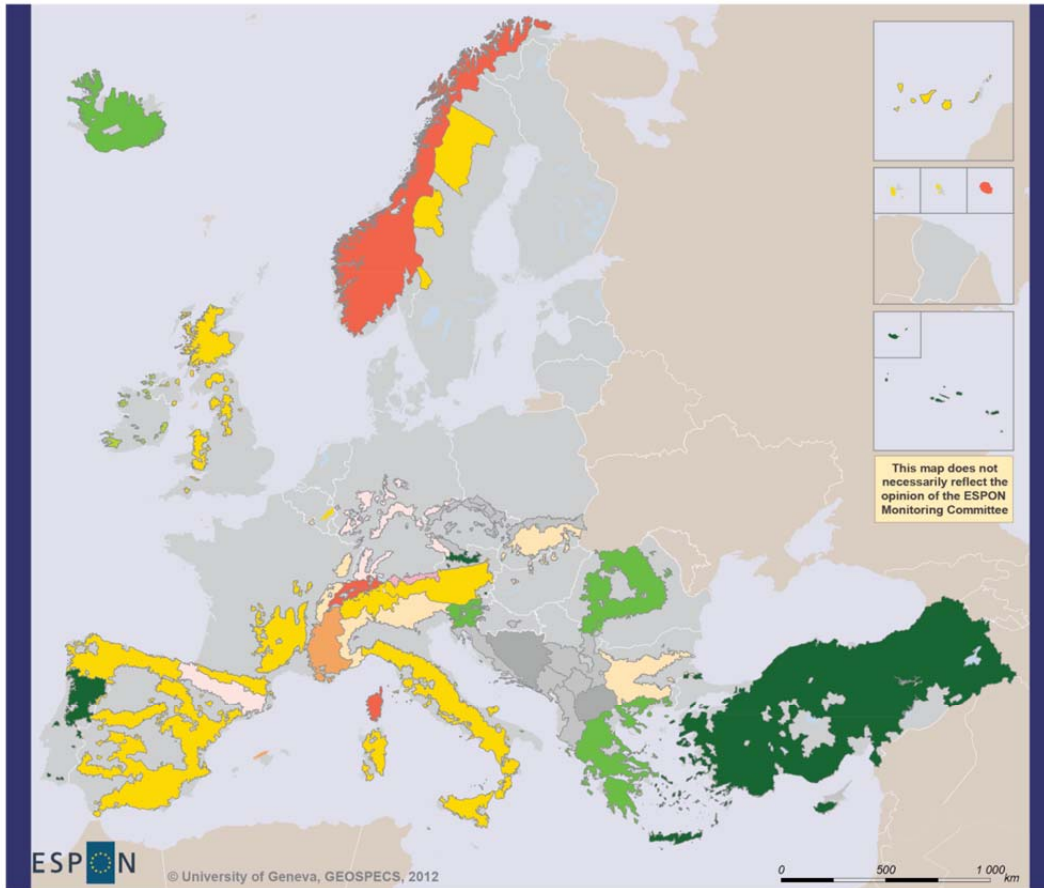 This map does not
necessarily reflect the
opinion of the ESPON
Monitoring Committee
ESPON
© University of Geneva, GEOSPECS, 2012
0 500 1 000
km